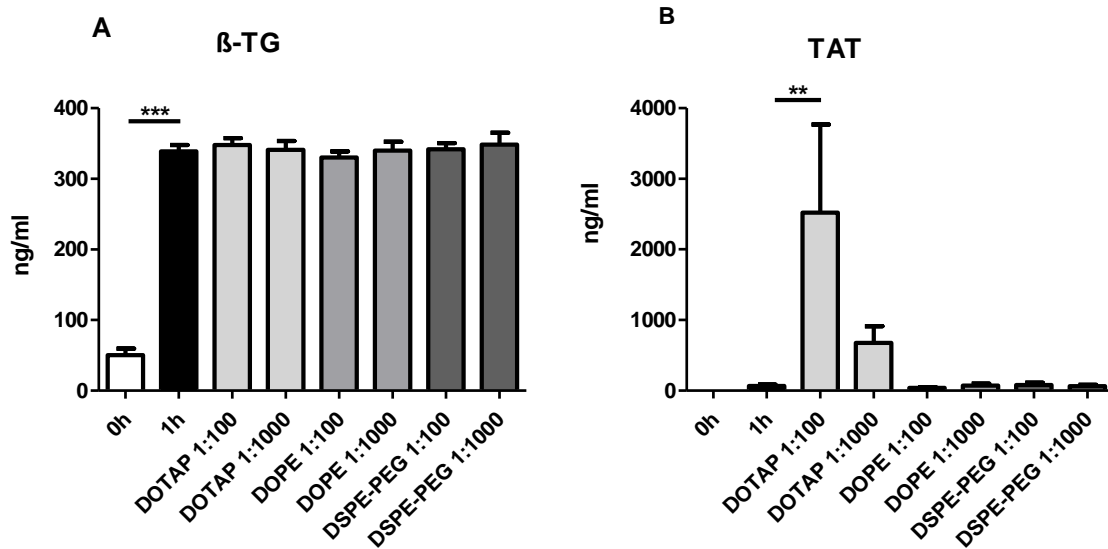 A
ß-TG
***
400
300
200
100
0
ng/ml
0h
1h
DOTAP 1:100
DOTAP 1:1000
DOPE 1:100
DOPE 1:1000
DSPE-PEG 1:100
DSPE-PEG 1:1000
B
TAT
**
4000
3000
2000
1000
0
ng/ml
0h
1h
DOTAP 1:100
DOTAP 1:1000
DOPE 1:100
DOPE 1:1000
DSPE-PEG 1:100
DSPE-PEG 1:1000